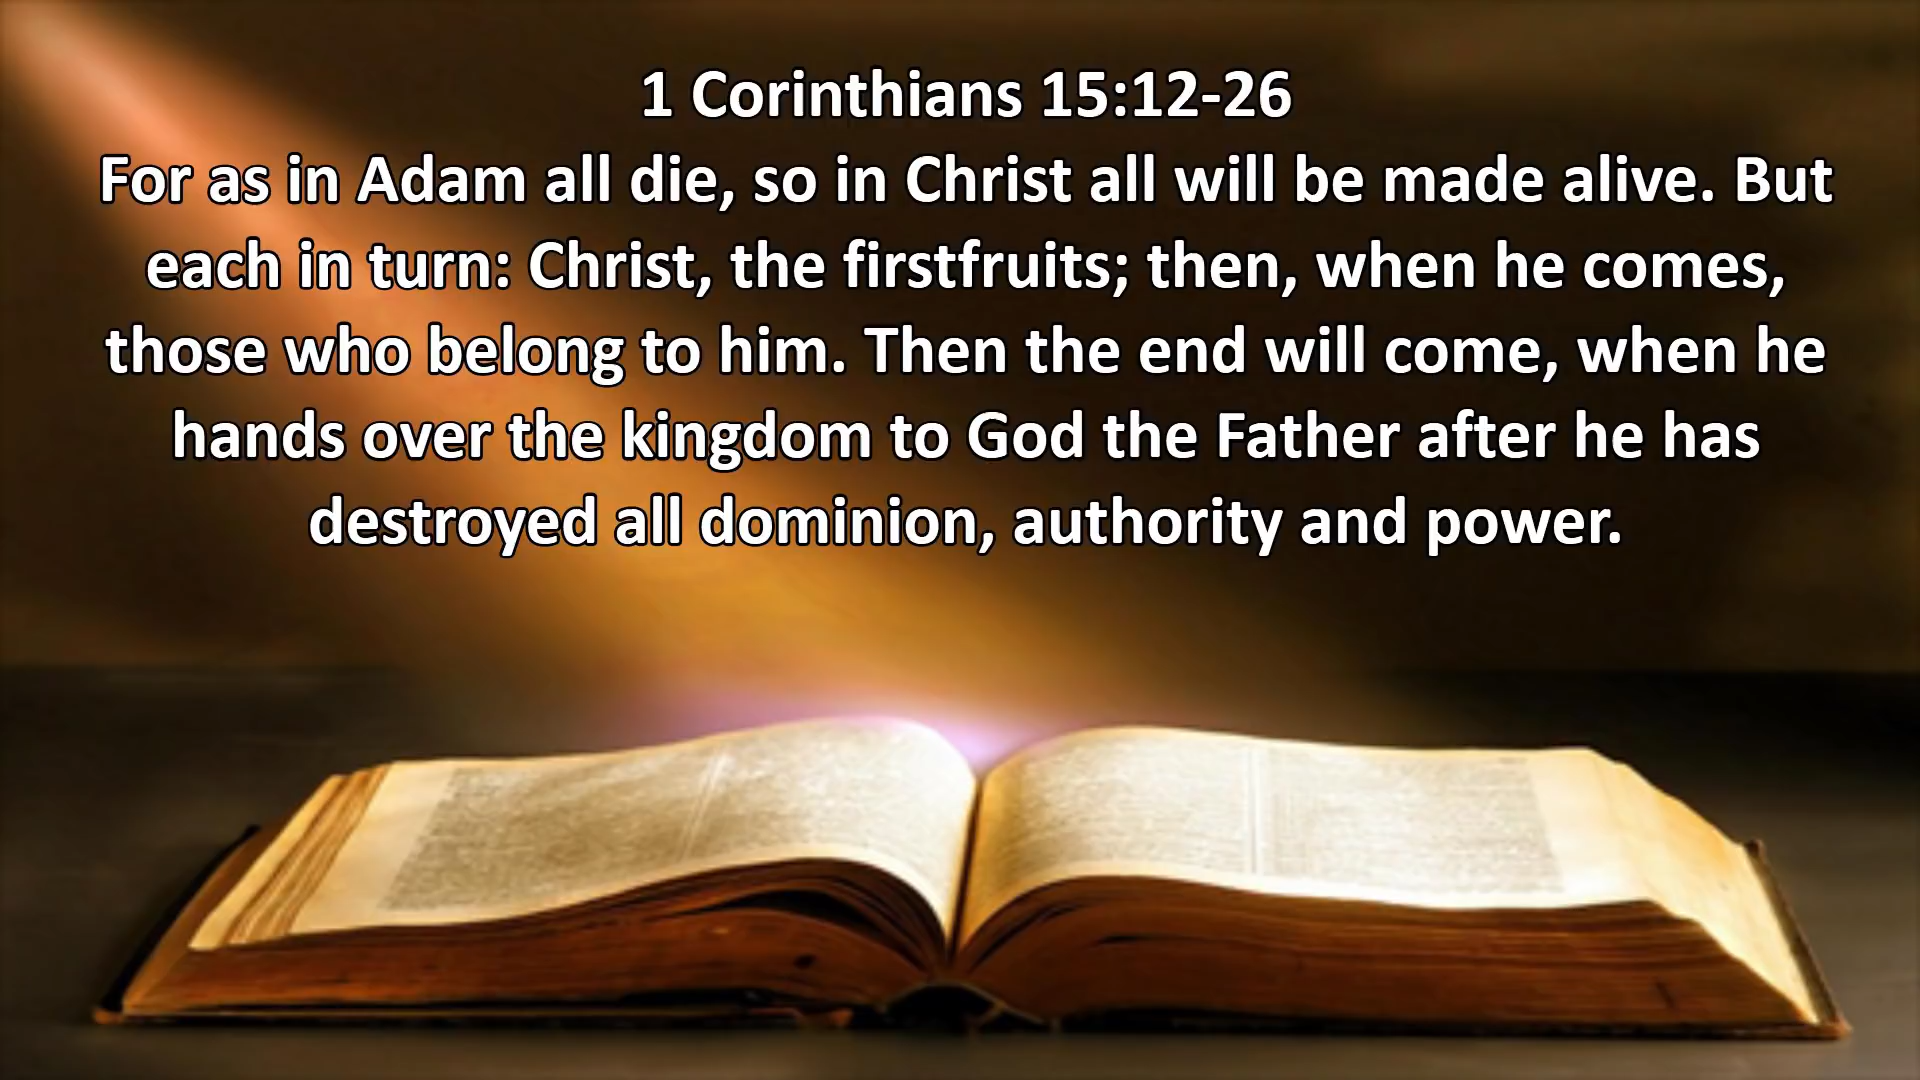 1 Corinthians 15:12-26
For as in Adam all die, so in Christ all will be made alive. But
each in turn: Christ, the firstfruits; then, when he comes,
those who belong to him. Then the end will come, when he
hands over the kingdom to God the Father after he has
destroyed all dominion, authority and power.